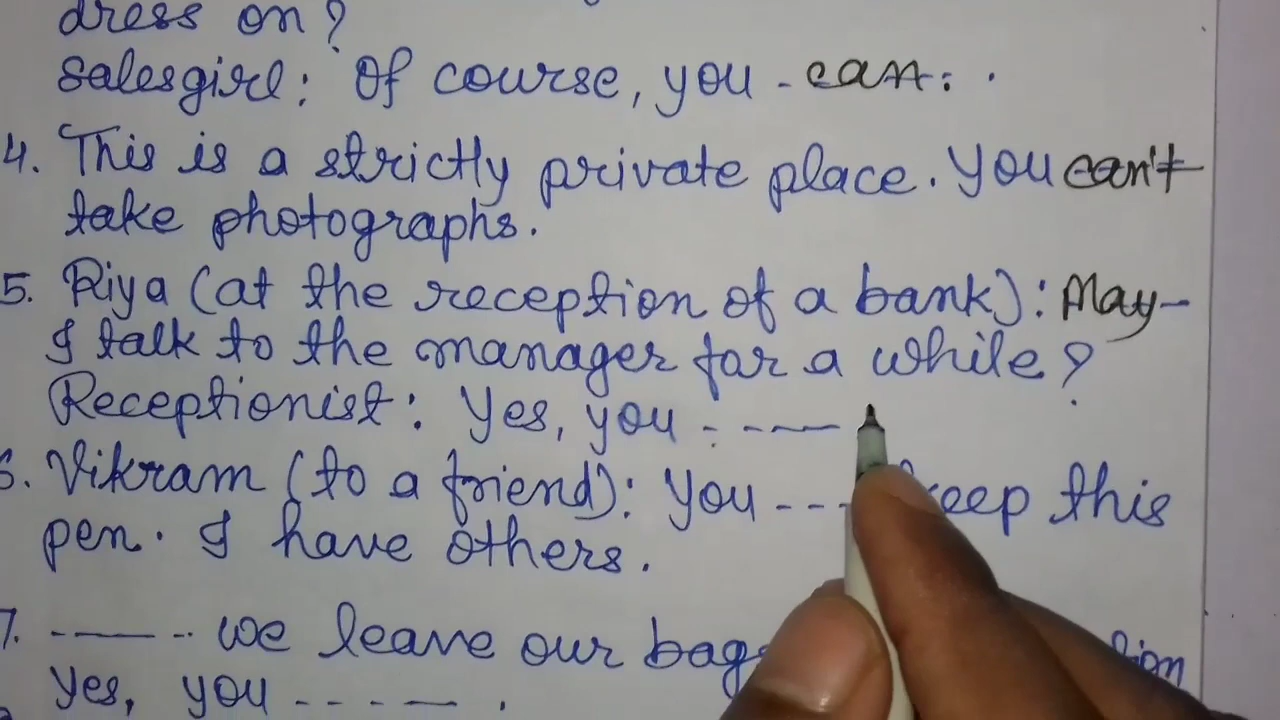 dress on?
Salesgirl: Of course, you - can.
4. This is a strictly private place. You can't
take photographs.
5. Riya (at the reception of a bank): May
I talk to the manager for a while?
Receptionist: Yes, you - - - -
6. Vikram (to a friend): You - - - keep this
pen. I have others.
7. ----- we leave our bags
Yes, you - - - - - .